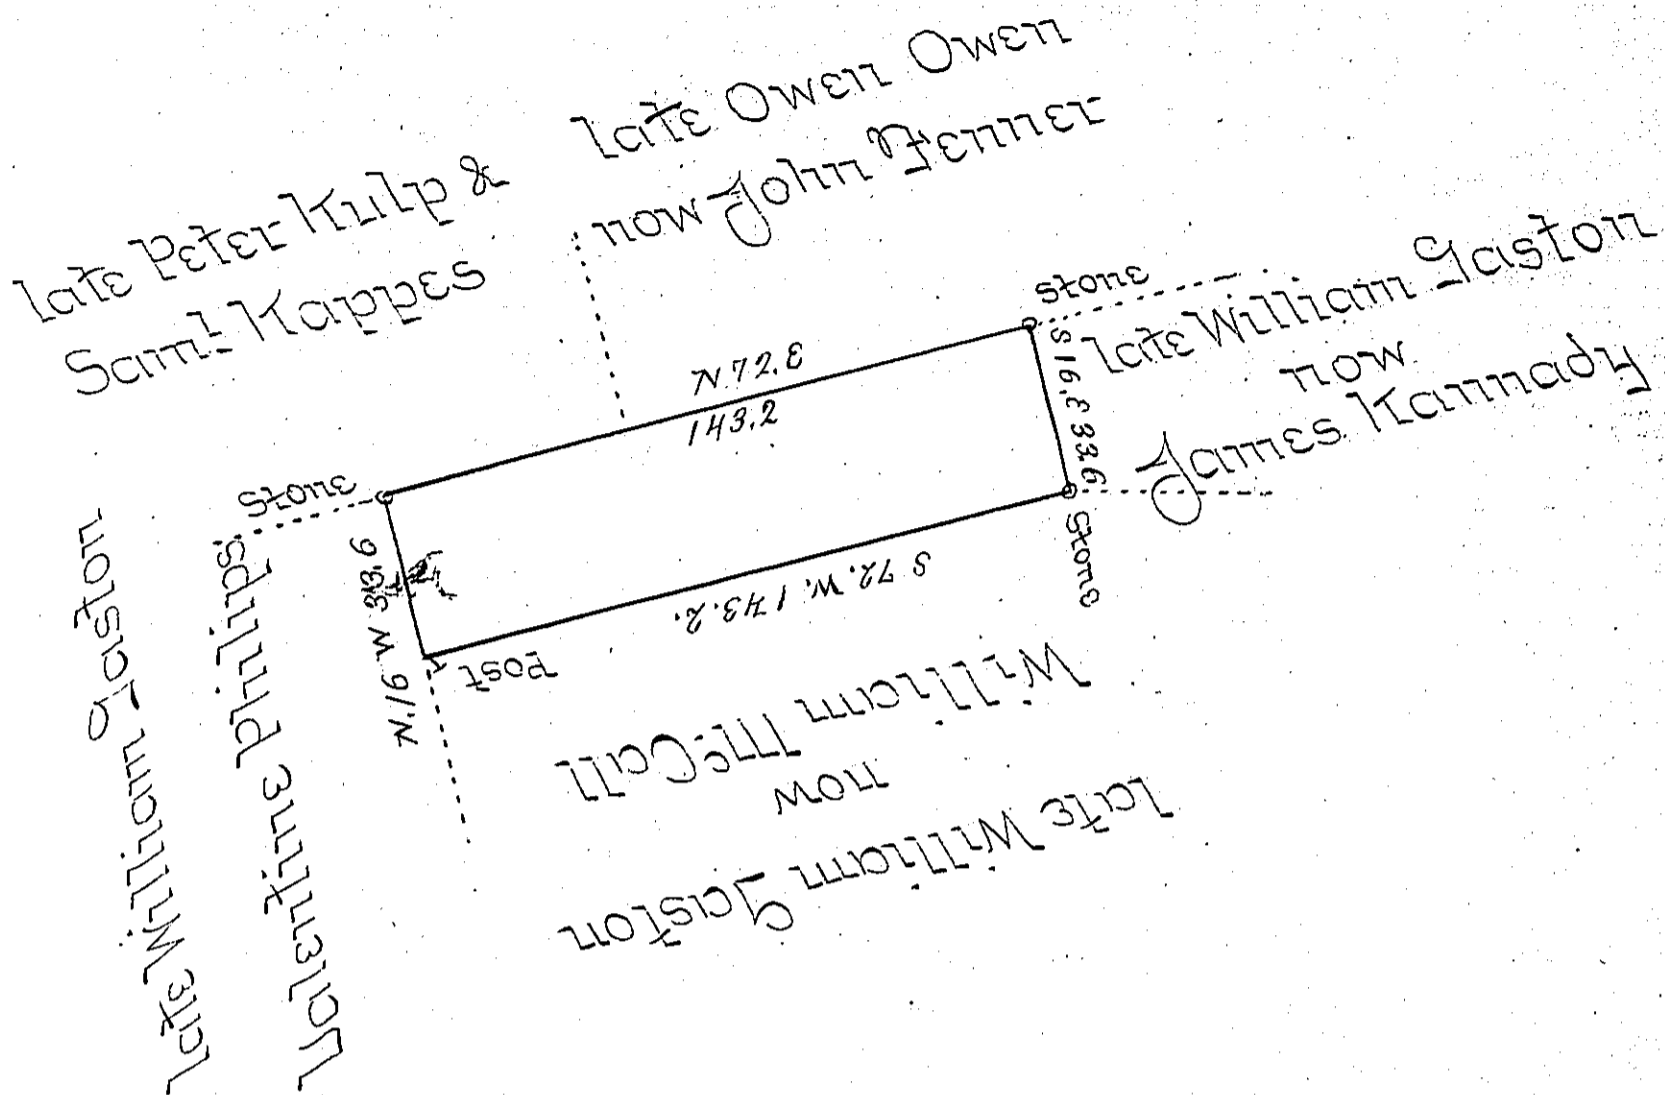 late Peter Kulp &
Saml Kappes
late Owen Owen
now John Fenner
stone
late William Gaston
now
James Kannady
N 72. E
143.2
S 16. E 33.6
stone
S 72. W. 143.2.
Post
N. 16 W 33.6
stone
late William Gaston
Valentine Philips
William McCall
now
late William Gaston